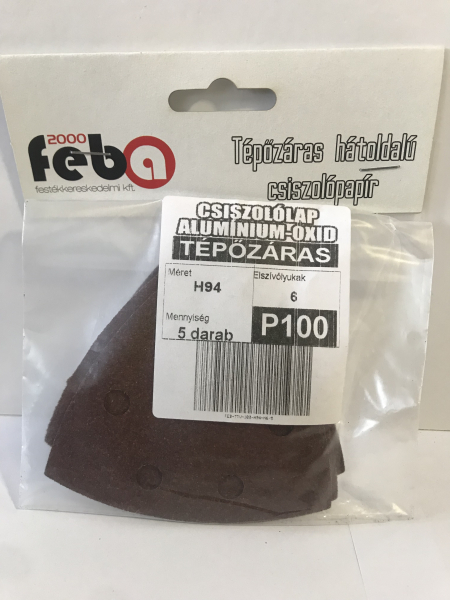 2000
feba
festékkereskedelmi kft.
Tépőzáras hátoldalú
csiszolópapír
CSISZOLÓLAP
ALUMÍNIUM-OXID
TÉPŐZÁRAS
Méret
H94
Elszívólyukak
6
Mennyiség
5 darab
P100